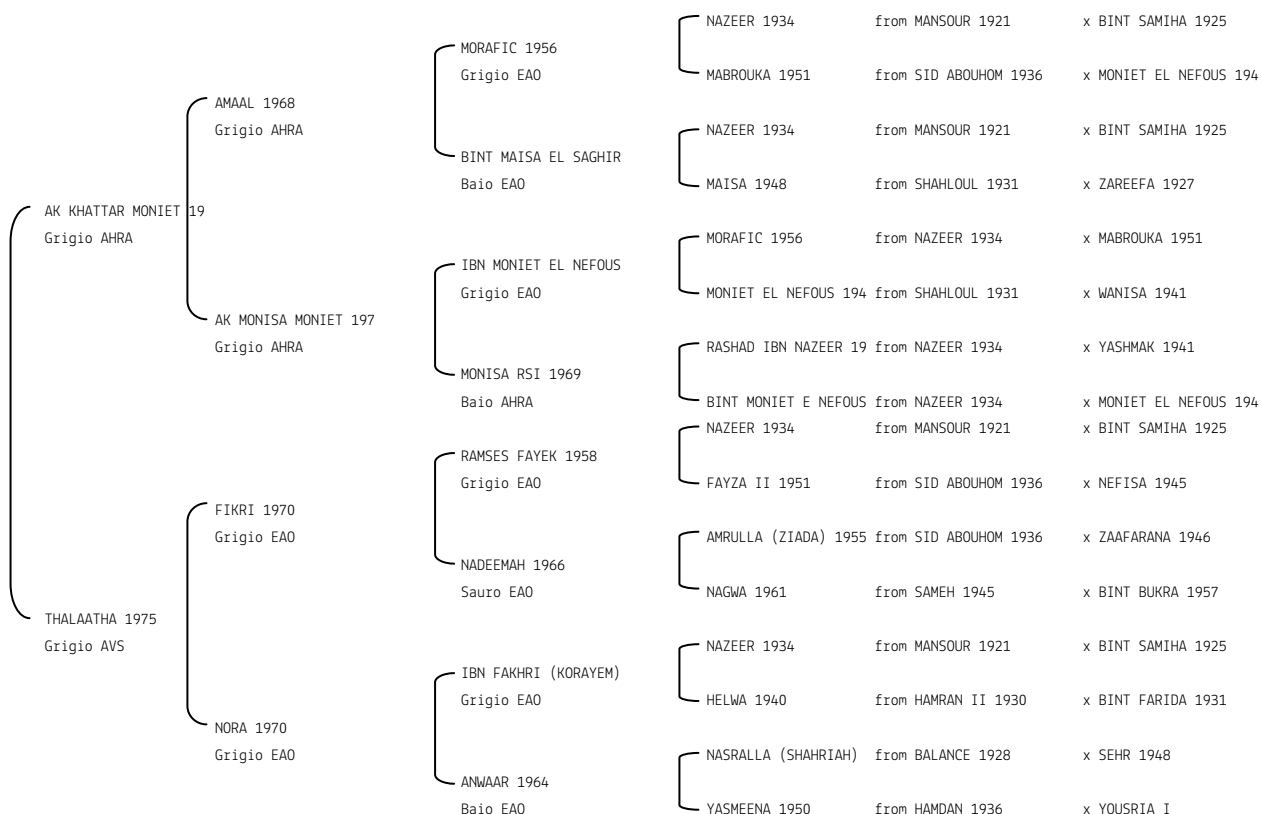 NAZEER 1934 from MANSOUR 1921 x BINT SAMIHA 1925
MORAFIC 1956
Grigio EAO MABROUKA 1951 from SID ABOUHOM 1936 x MONIET EL NEFOUS 194
AMAAL 1968
Grigio AHRA NAZEER 1934 from MANSOUR 1921 x BINT SAMIHA 1925
BINT MAISA EL SAGHIR
Baio EAO MAISA 1948 from SHAHLOUL 1931 x ZAREEFA 1927
AK KHATTAR MONIET 19
Grigio AHRA MORAFIC 1956 from NAZEER 1934 x MABROUKA 1951
IBN MONIET EL NEFOUS
Grigio EAO MONIET EL NEFOUS 194 from SHAHLOUL 1931 x WANISA 1941
AK MONISA MONIET 197
Grigio AHRA RASHAD IBN NAZEER 19 from NAZEER 1934 x YASHMAK 1941
MONISA RSI 1969
Baio AHRA BINT MONIET E NEFOUS from NAZEER 1934 x MONIET EL NEFOUS 194
NAZEER 1934 from MANSOUR 1921 x BINT SAMIHA 1925
RAMSES FAYEK 1958
Grigio EAO FAYZA II 1951 from SID ABOUHOM 1936 x NEFISA 1945
FIKRI 1970
Grigio EAO AMRULLA (ZIADA) 1955 from SID ABOUHOM 1936 x ZAAFARANA 1946
NADEEMAH 1966
Sauro EAO NAGWA 1961 from SAMEH 1945 x BINT BUKRA 1957
THALAATHA 1975
Grigio AVS NAZEER 1934 from MANSOUR 1921 x BINT SAMIHA 1925
IBN FAKHRI (KORAYEM)
Grigio EAO HELWA 1940 from HAMRAN II 1930 x BINT FARIDA 1931
NORA 1970
Grigio EAO NASRALLA (SHAHRIAH) from BALANCE 1928 x SEHR 1948
ANWAAR 1964
Baio EAO YASMEENA 1950 from HAMDAN 1936 x YOUSRIA I